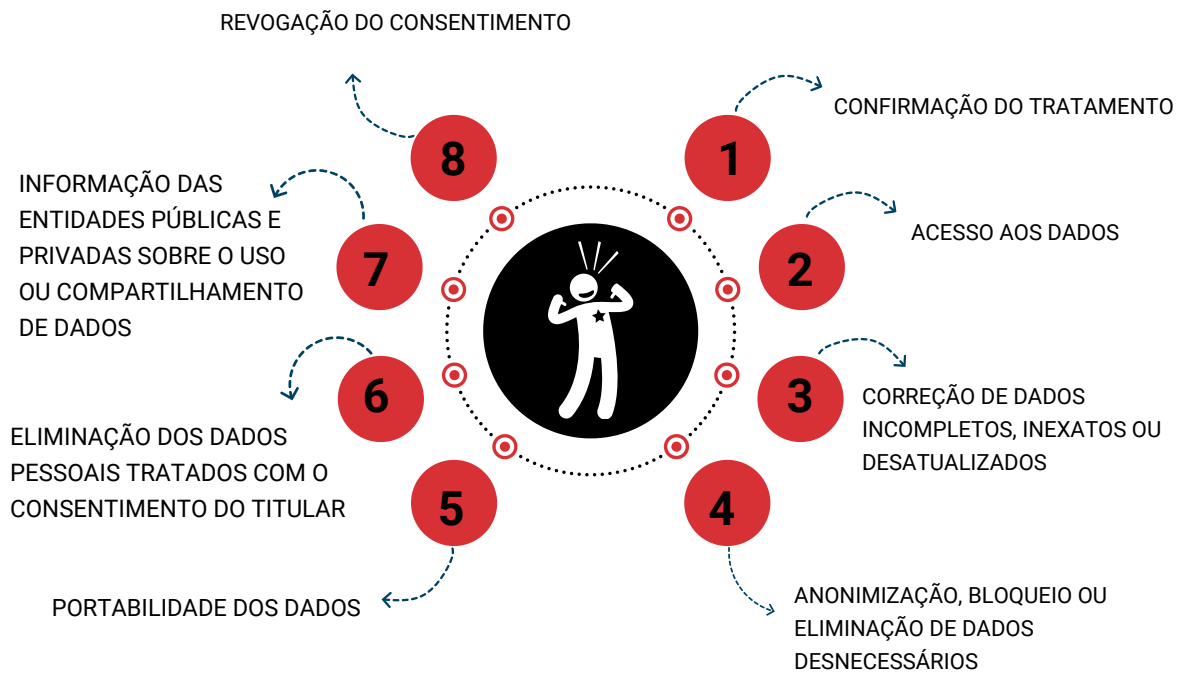 1
CONFIRMAÇÃO DO TRATAMENTO
2
ACESSO AOS DADOS
3
CORREÇÃO DE DADOS
INCOMPLETOS, INEXATOS OU
DESATUALIZADOS
4
ANONIMIZAÇÃO, BLOQUEIO OU
ELIMINAÇÃO DE DADOS
DESNECESSÁRIOS
5
PORTABILIDADE DOS DADOS
6
ELIMINAÇÃO DOS DADOS
PESSOAIS TRATADOS COM O
CONSENTIMENTO DO TITULAR
7
INFORMAÇÃO DAS
ENTIDADES PÚBLICAS E
PRIVADAS SOBRE O USO
OU COMPARTILHAMENTO
DE DADOS
8
REVOGAÇÃO DO CONSENTIMENTO